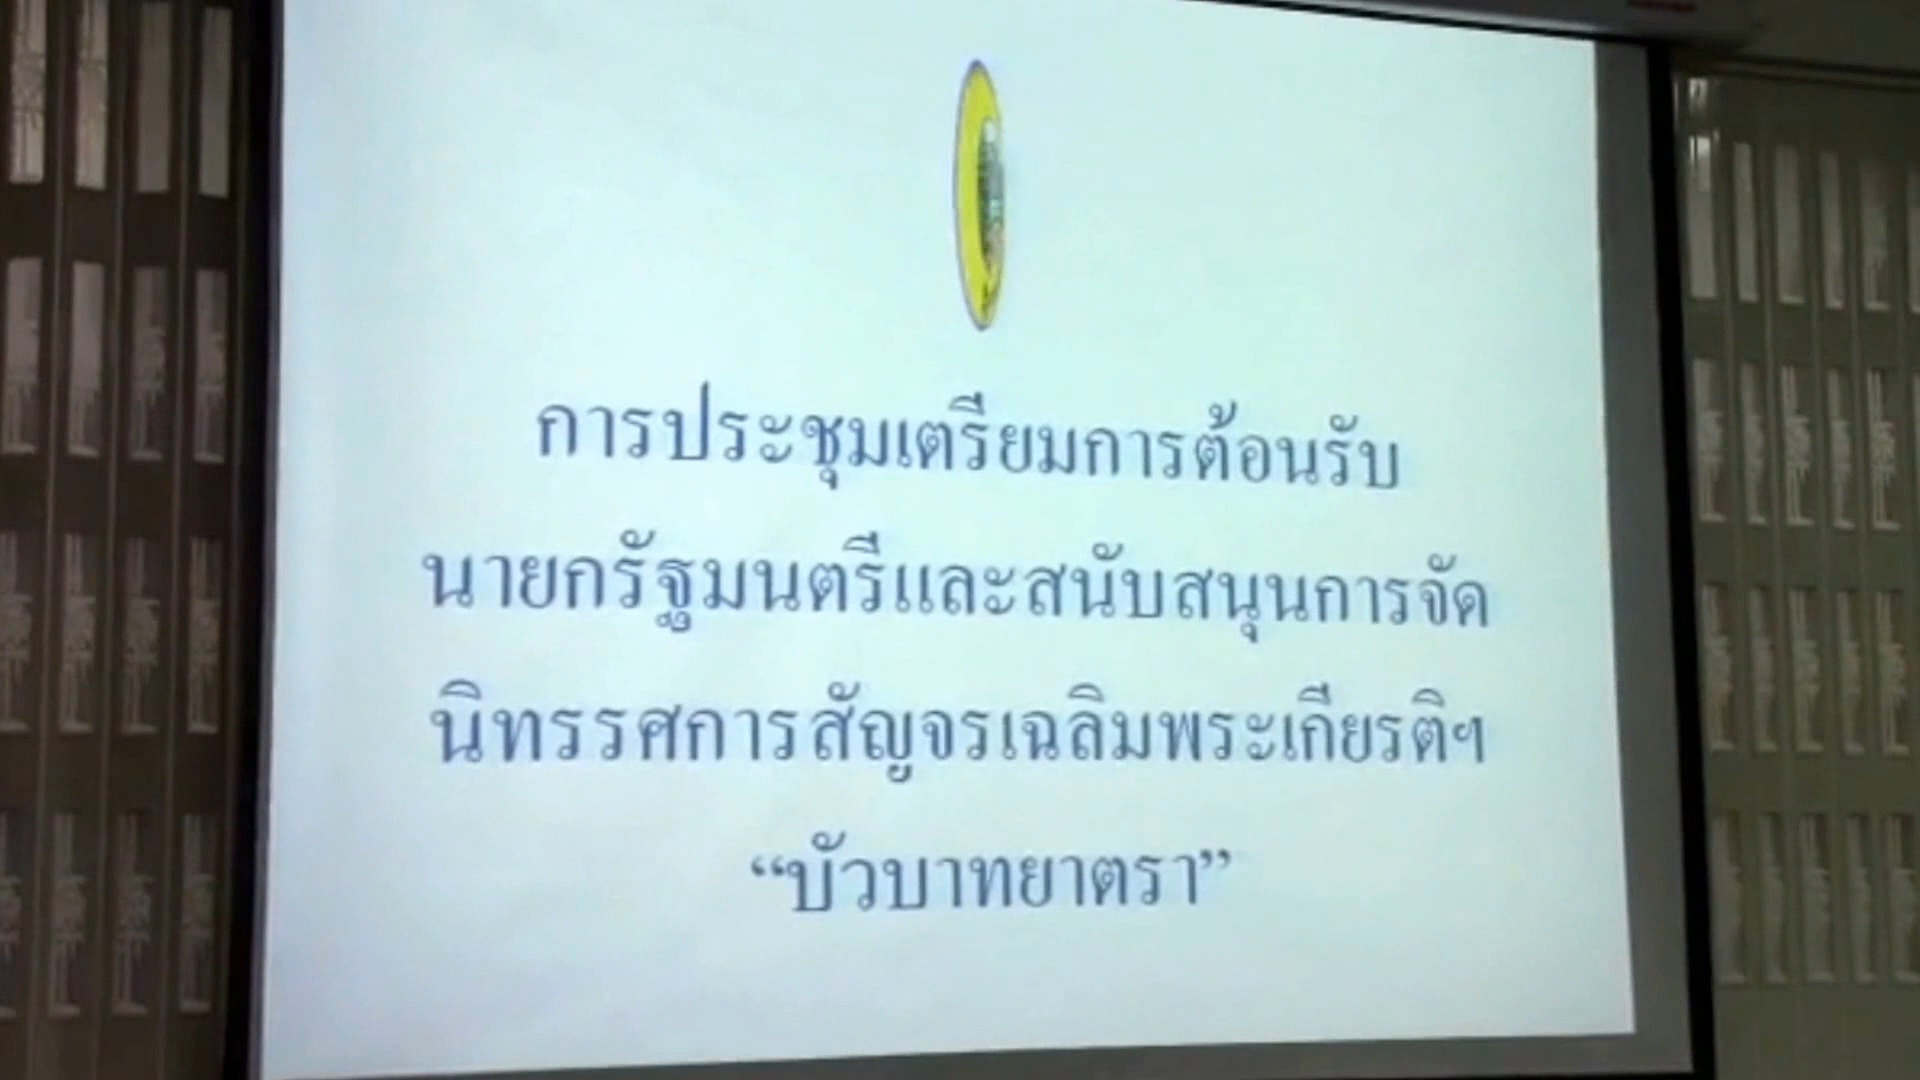 การประชุมเตรียมการต้อนรับ
นายกรัฐมนตรีและสนับสนุนการจัด
นิทรรศการสัญจรเฉลิมพระเกียรติฯ
“บัวบาทยาตรา”